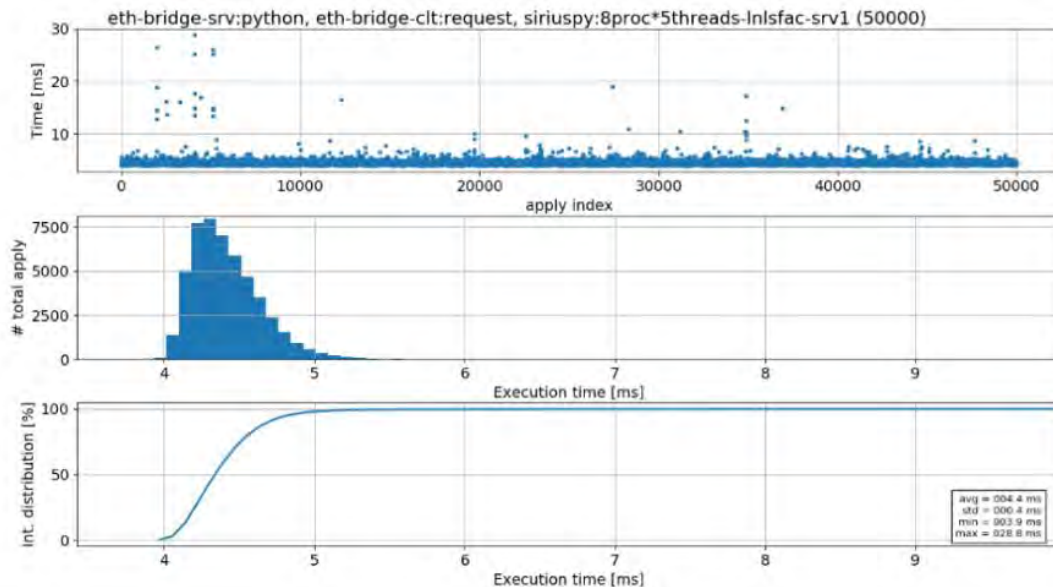 eth-bridge-srv:python, eth-bridge-clt:request, siriuspy:8proc*5threads-lnlsfac-srv1 (50000)
30
20
10
Time [ms]
0 10000 20000 30000 40000 50000
apply index
7500
5000
2500
0
# total apply
4 5 6 7 8 9
Execution time [ms]
100
50
0
int. distribution [%]
avg = 004.4 ms
std = 000.4 ms
min = 003.9 ms
max = 028.8 ms
4 5 6 7 8 9
Execution time [ms]